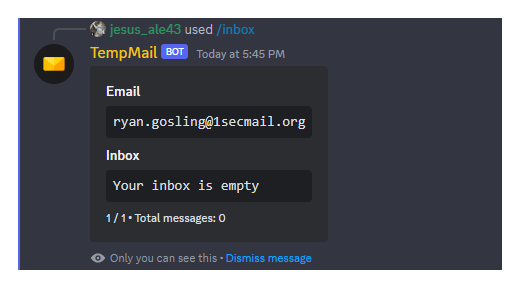 jesus_ale43 used /inbox
TempMail BOT Today at 5:45 PM
Email
ryan.gosling@1secmail.org
Inbox
Your inbox is empty
1 / 1 • Total messages: 0
Only you can see this • Dismiss message